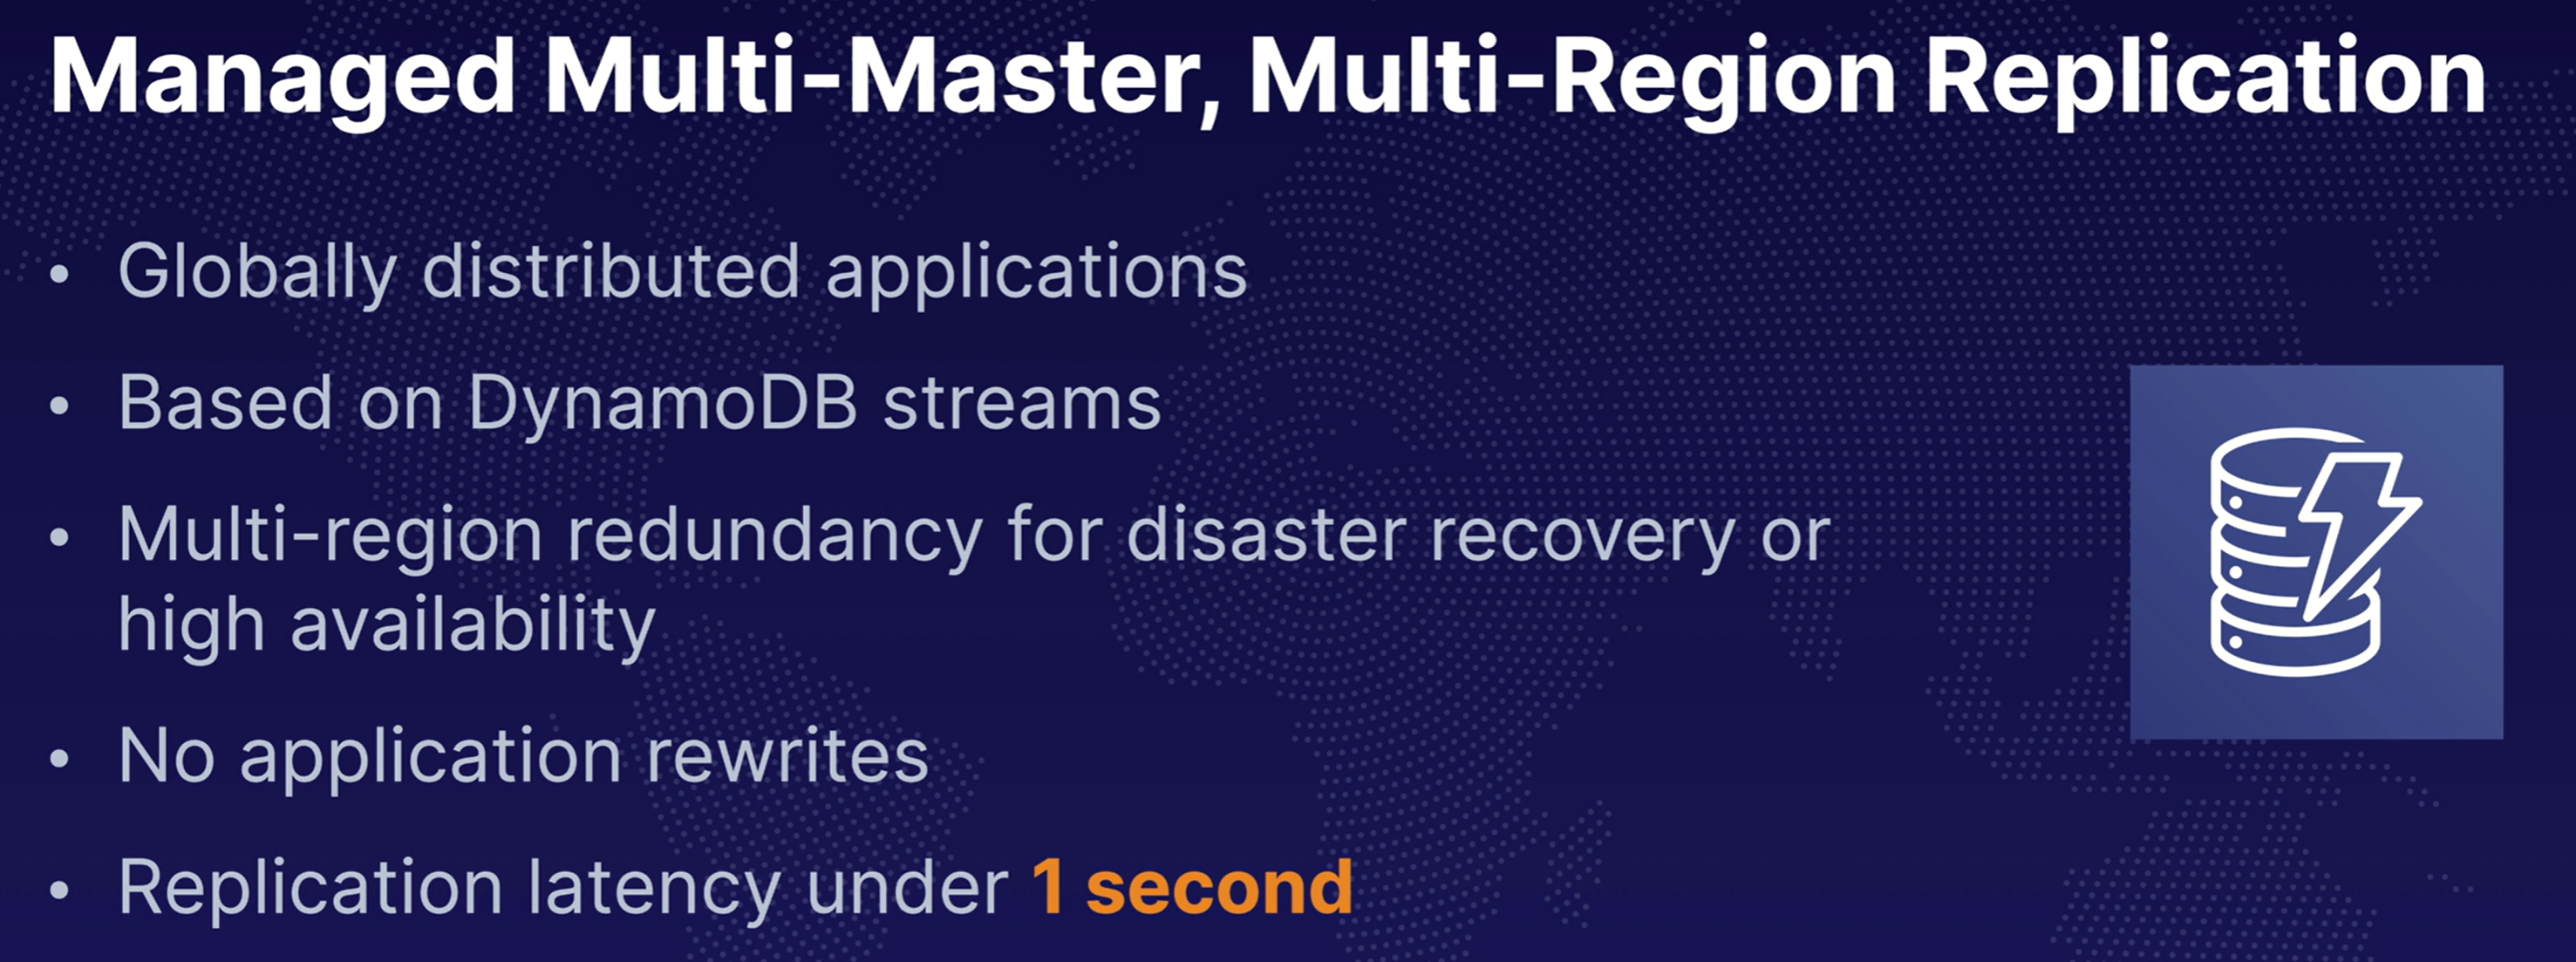 Managed Multi-Master, Multi-Region Replication
• Globally distributed applications
• Based on DynamoDB streams
• Multi-region redundancy for disaster recovery or
high availability
• No application rewrites
• Replication latency under 1 second